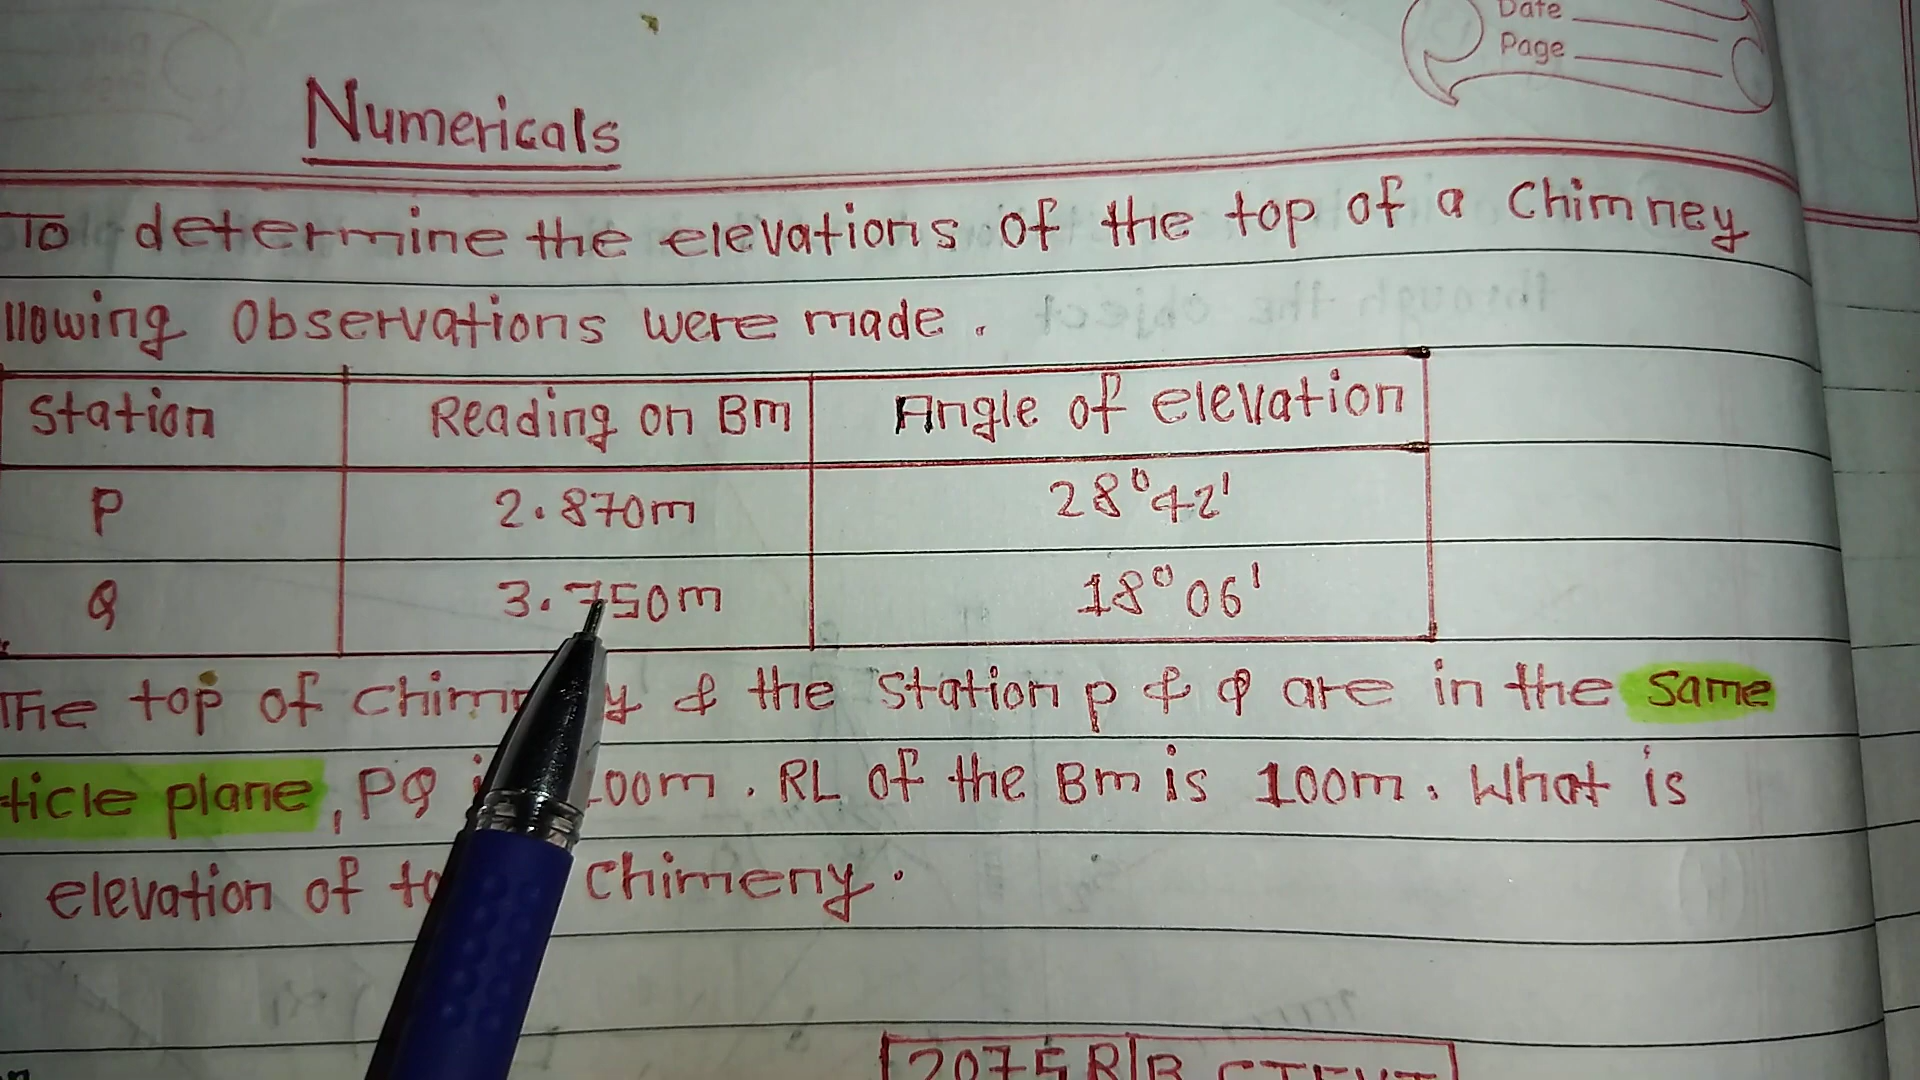 Date
Page
Numericals
To determine the elevations of the top of a Chimney
llowing observations were made.
Station Reading on Bm Angle of elevation
P 2.870m 28°42'
Q 3.750m 18°06'
The top of chim y & the station p & Q are in the same
ticle plane, PQ 00m. RL of the Bm is 100m. What is
elevation of to chimeny.